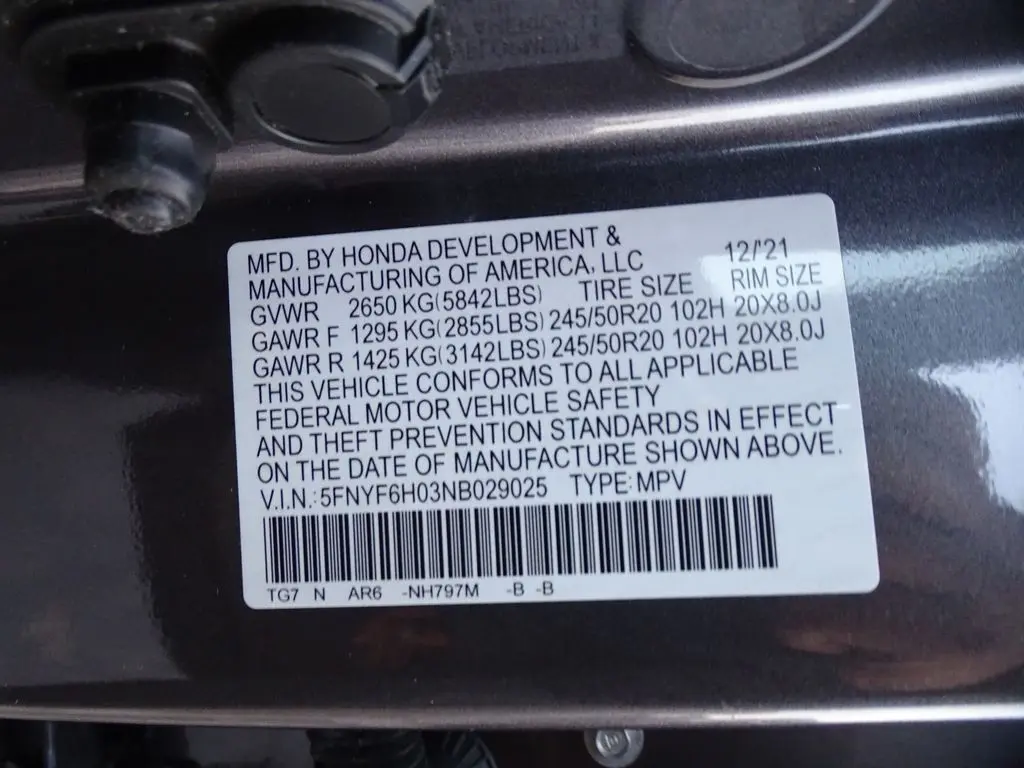 MFD. BY HONDA DEVELOPMENT & 12/'21
MANUFACTURING OF AMERICA, LLC
GVWR 2650 KG(5842LBS) TIRE SIZE RIM SIZE
GAWR F 1295 KG(2855LBS) 245/50R20 102H 20X8.0J
GAWR R 1425 KG(3142LBS) 245/50R20 102H 20X8.0J
THIS VEHICLE CONFORMS TO ALL APPLICABLE
FEDERAL MOTOR VEHICLE SAFETY
AND THEFT PREVENTION STANDARDS IN EFFECT
ON THE DATE OF MANUFACTURE SHOWN ABOVE.
V.I.N.:5FNYF6H03NB029025 TYPE:MPV
TG7 N AR6 -NH797M -B -B